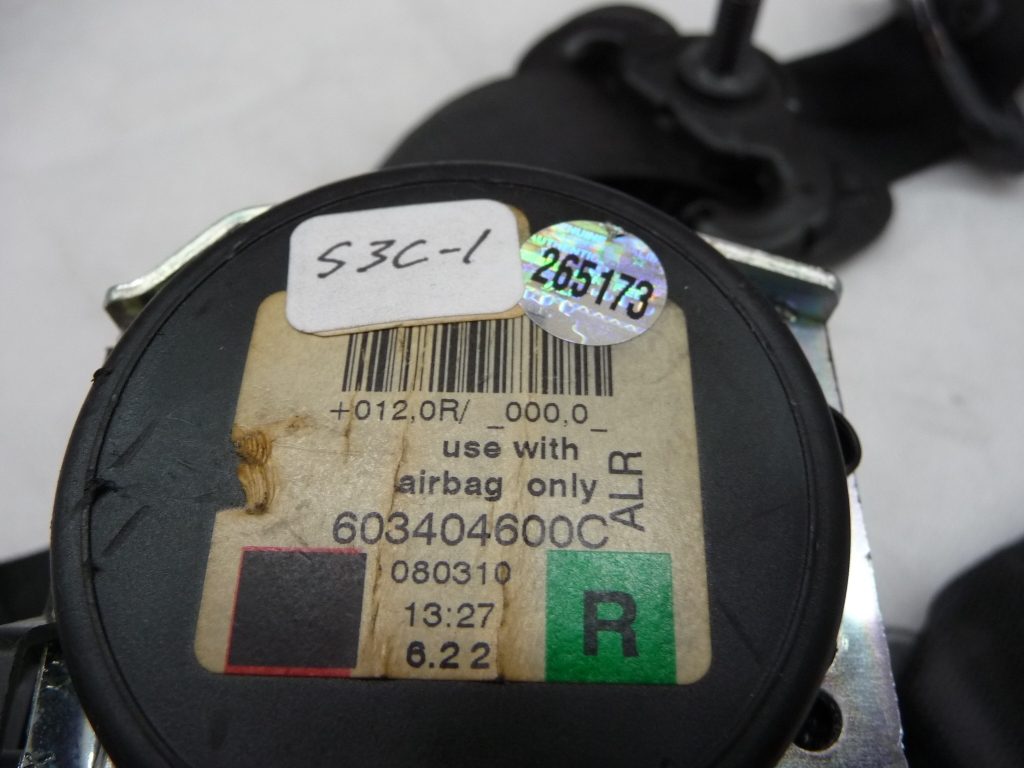 S3C-1
265173
+012,0R/ _000,0_
use with
airbag only
ALR
603404600C
080310
13:27
6.22
R